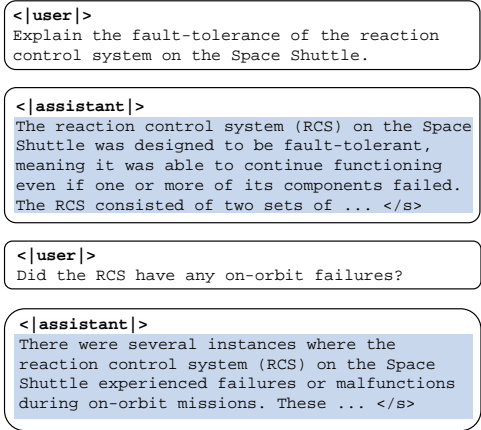 <|user|>
Explain the fault-tolerance of the reaction
control system on the Space Shuttle.
<|assistant|>
The reaction control system (RCS) on the Space
Shuttle was designed to be fault-tolerant,
meaning it was able to continue functioning
even if one or more of its components failed.
The RCS consisted of two sets of ... </s>
<|user|>
Did the RCS have any on-orbit failures?
<|assistant|>
There were several instances where the
reaction control system (RCS) on the Space
Shuttle experienced failures or malfunctions
during on-orbit missions. These ... </s>